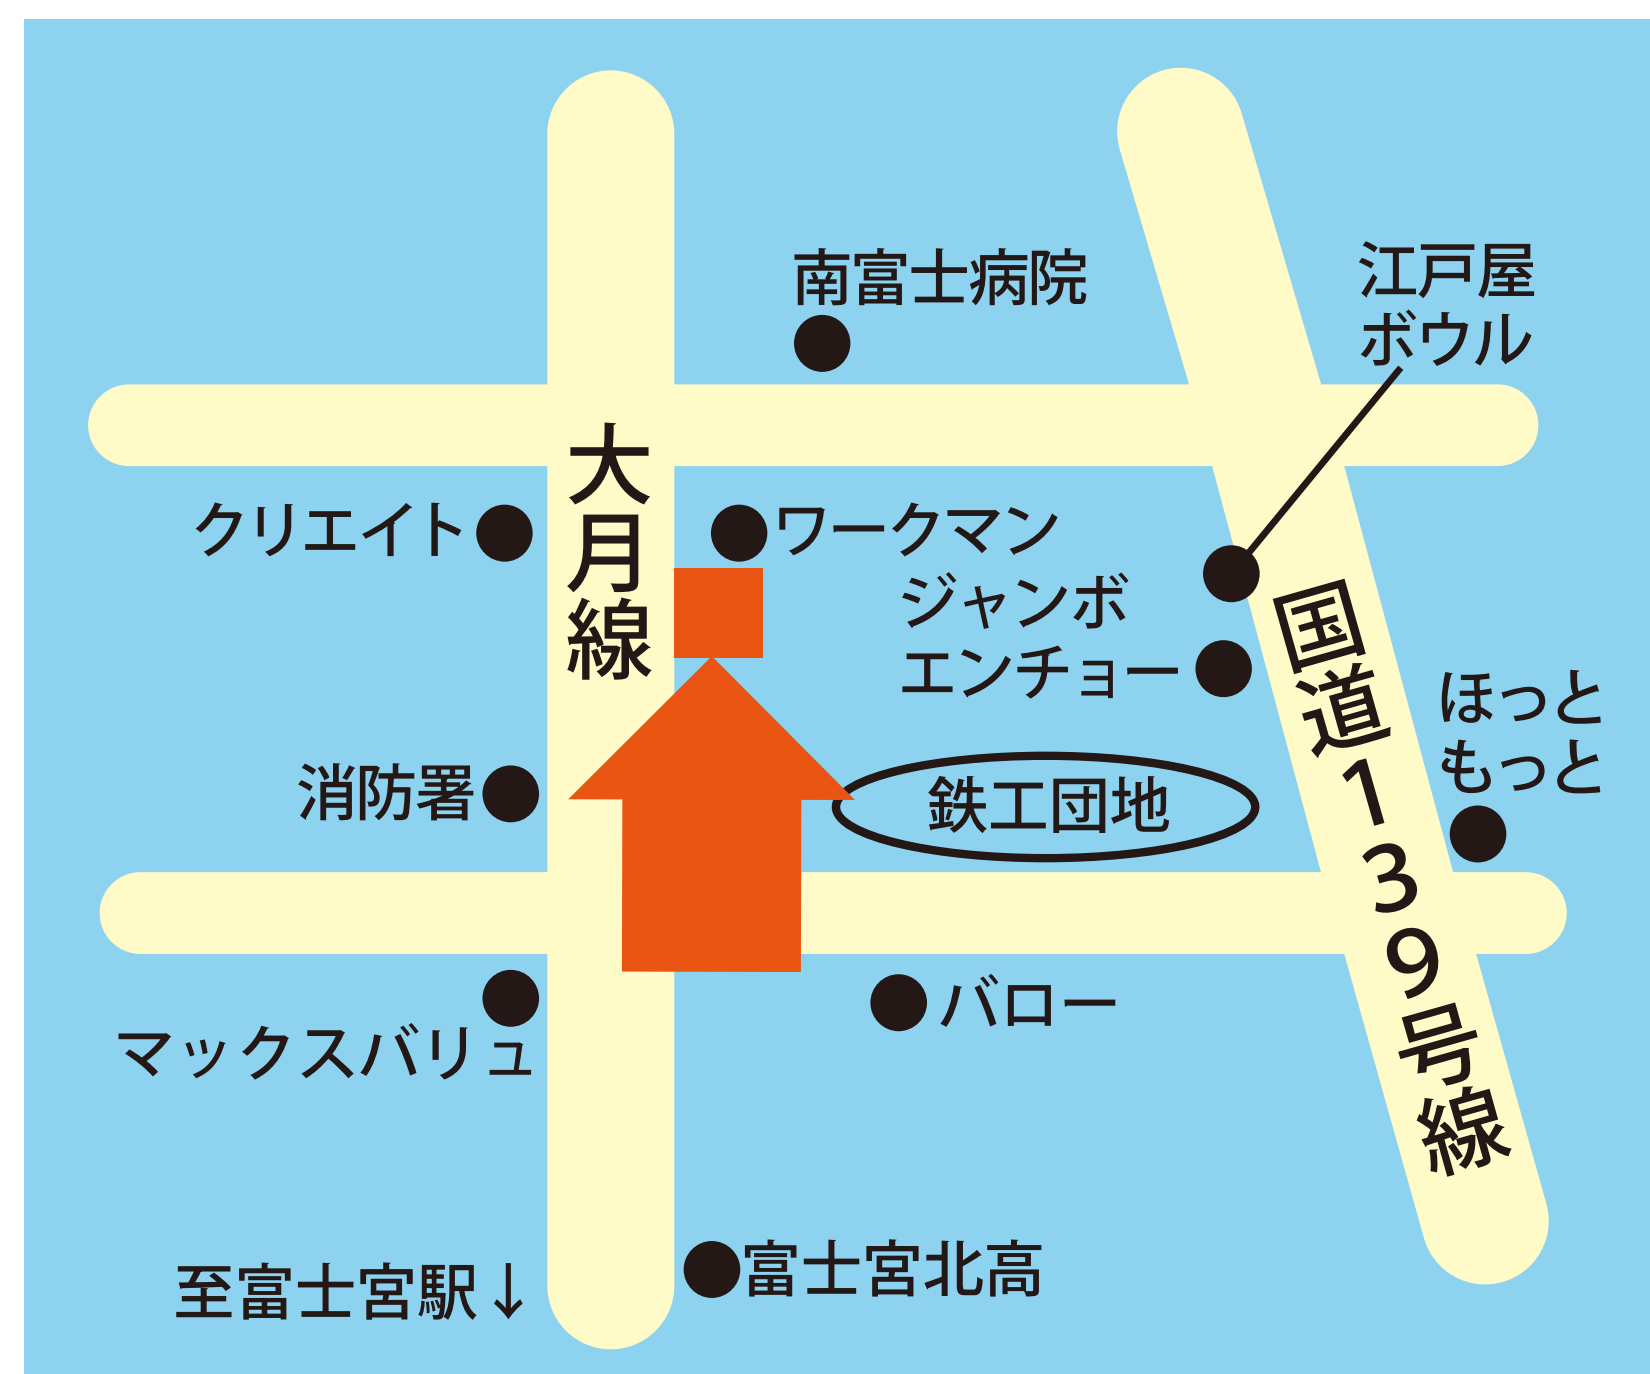 南富士病院
江戸屋
ボウル
大月線
クリエイト
ワークマン
ジャンボ
エンチョー
国道139号線
ほっと
もっと
消防署
鉄工団地
マックスバリュ
バロー
富士宮北高
至富士宮駅↓